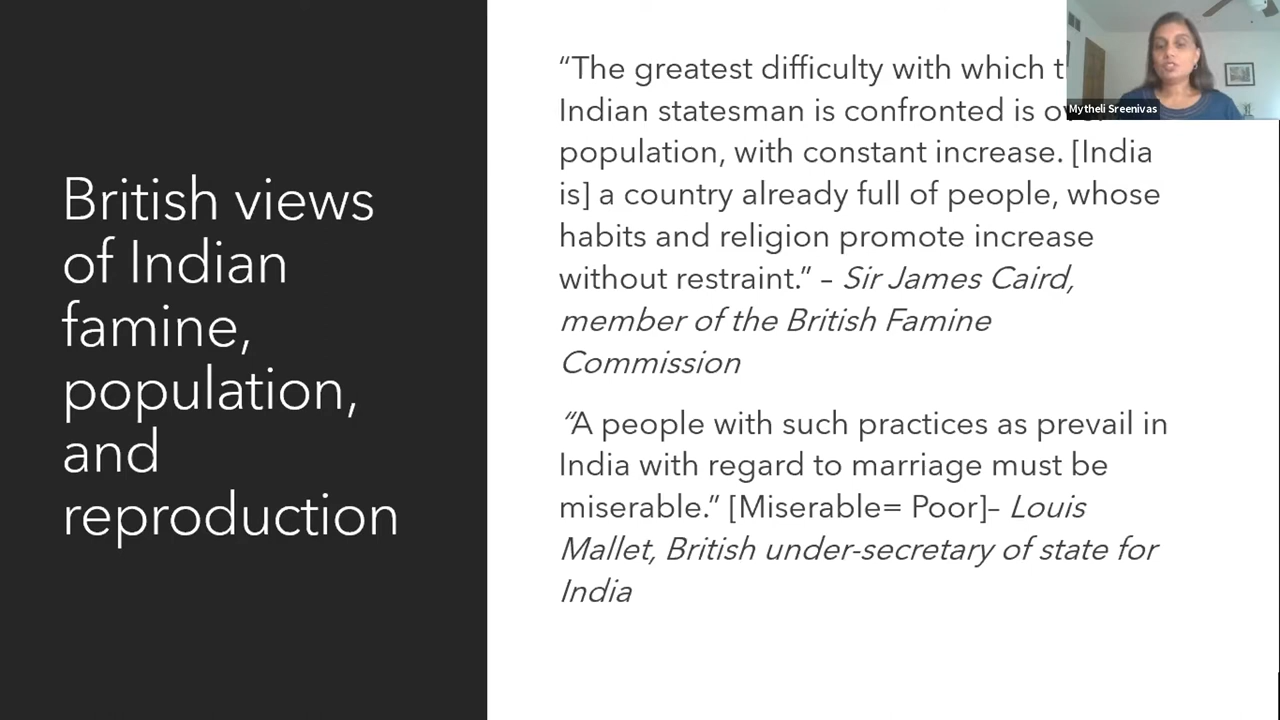 British views
of Indian
famine,
population,
and
reproduction
“The greatest difficulty with which
Indian statesman is confronted is
population, with constant increase. [India
is] a country already full of people, whose
habits and religion promote increase
without restraint.” – Sir James Caird,
member of the British Famine
Commission
“A people with such practices as prevail in
India with regard to marriage must be
miserable.” [Miserable= Poor]– Louis
Mallet, British under-secretary of state for
India
Mytheli Sreenivas